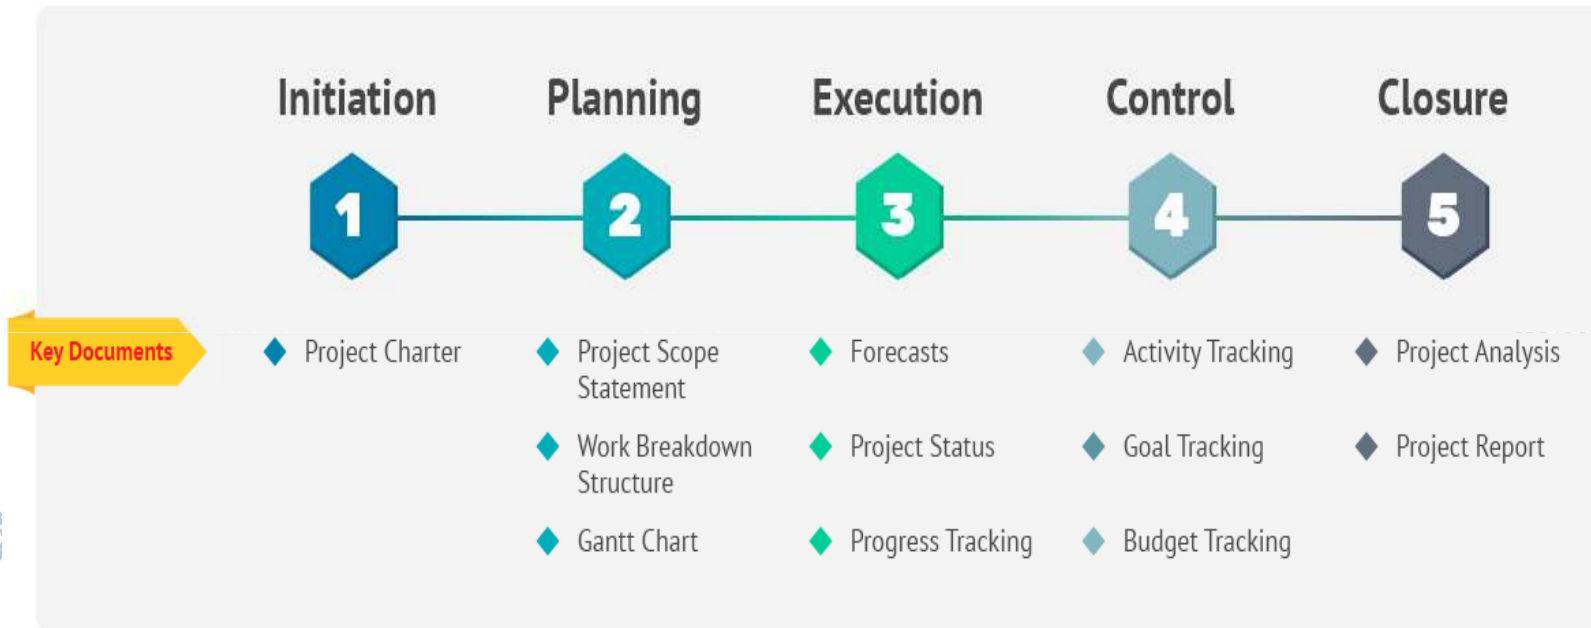 Initiation
Planning
Execution
Control
Closure
1
2
3
4
5
Key Documents
Project Charter
Project Scope
Statement
Work Breakdown
Structure
Gantt Chart
Forecasts
Project Status
Progress Tracking
Activity Tracking
Goal Tracking
Budget Tracking
Project Analysis
Project Report